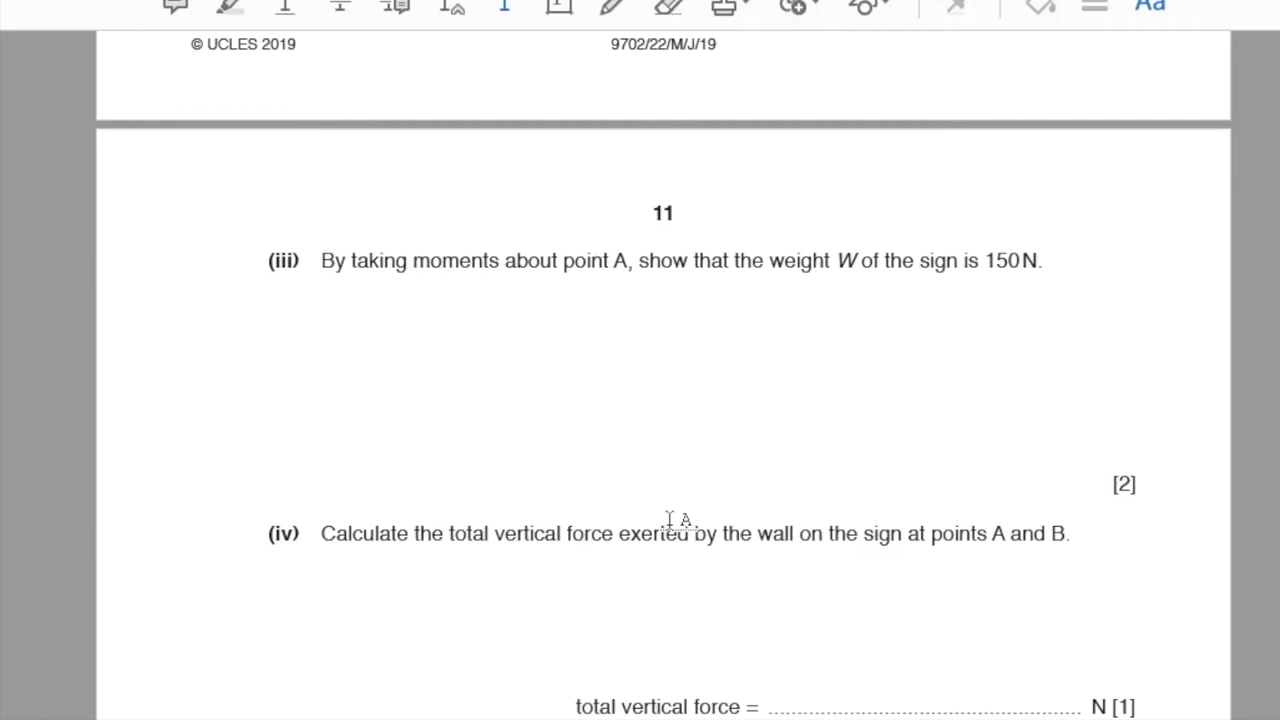 Aa
© UCLES 2019 9702/22/M/J/19
11
(iii) By taking moments about point A, show that the weight W of the sign is 150 N.
[2]
(iv) Calculate the total vertical force exerted by the wall on the sign at points A and B.
total vertical force = ........................................................ N [1]